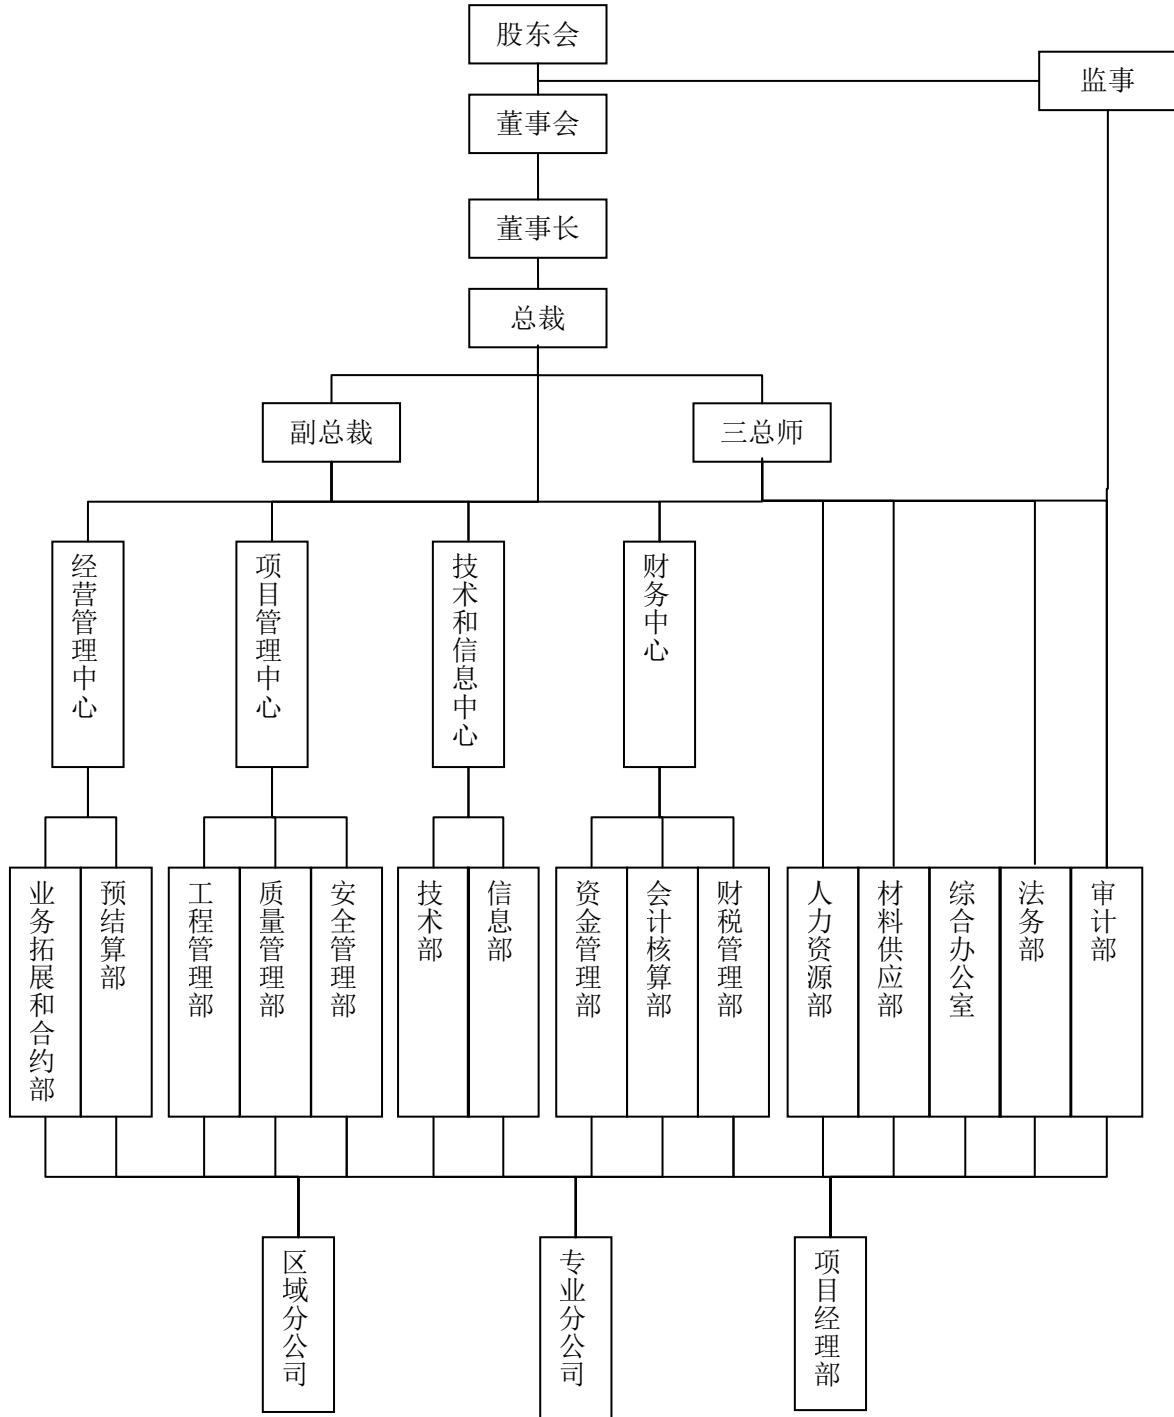 股东会
监事
董事会
董事长
总裁
副总裁
三总师
经营管理中心
项目管理中心
技术和信息中心
财务中心
业务拓展和合约部
预结算部
工程管理部
质量管理部
安全管理部
技术部
信息部
资金管理部
会计核算部
财税管理部
人力资源部
材料供应部
综合办公室
法务部
审计部
区域分公司
专业分公司
项目经理部